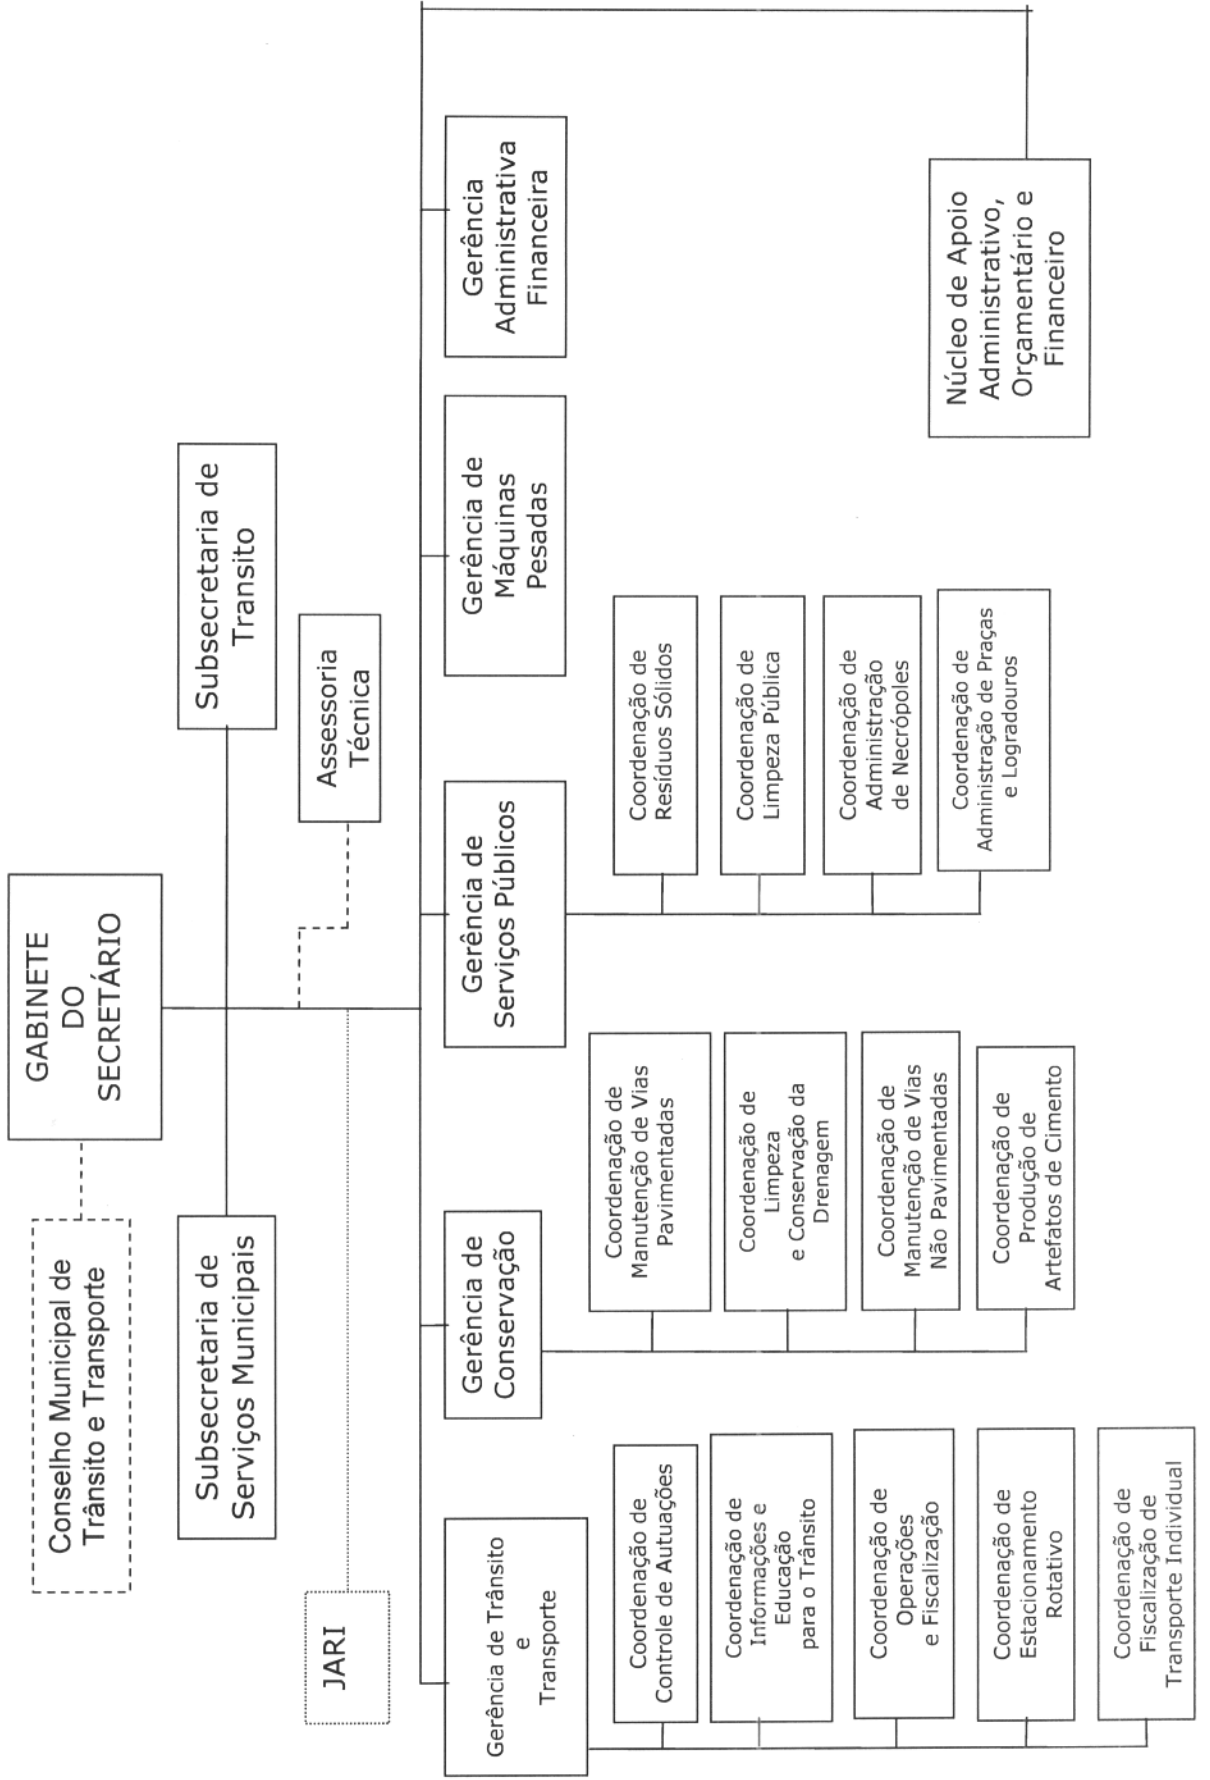 GABINETE
DO
SECRETÁRIO
Conselho Municipal de
Trânsito e Transporte
Subsecretaria de
Serviços Municipais
Subsecretaria de
Transito
Assessoria
Técnica
JARI
Gerência de Trânsito
e
Transporte
Gerência de
Conservação
Gerência de
Serviços Públicos
Gerência de
Máquinas
Pesadas
Gerência
Administrativa
Financeira
Coordenação de
Controle de Autuações
Coordenação de
Informações e
Educação
para o Trânsito
Coordenação de
Operações
e Fiscalização
Coordenação de
Estacionamento
Rotativo
Coordenação de
Fiscalização de
Transporte Individual
Coordenação de
Manutenção de Vias
Pavimentadas
Coordenação de
Limpeza
e Conservação da
Drenagem
Coordenação de
Manutenção de Vias
Não Pavimentadas
Coordenação de
Produção de
Artefatos de Cimento
Coordenação de
Resíduos Sólidos
Coordenação de
Limpeza Pública
Coordenação de
Administração
de Necrópoles
Coordenação de
Administração de Praças
e Logradouros
Núcleo de Apoio
Administrativo,
Orçamentário e
Financeiro